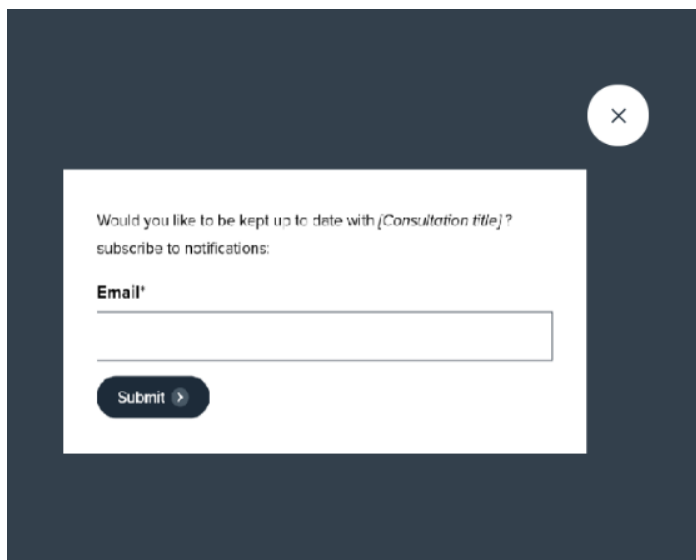 Would you like to be kept up to date with [Consultation title] ?
subscribe to notifications:
Email*
Submit